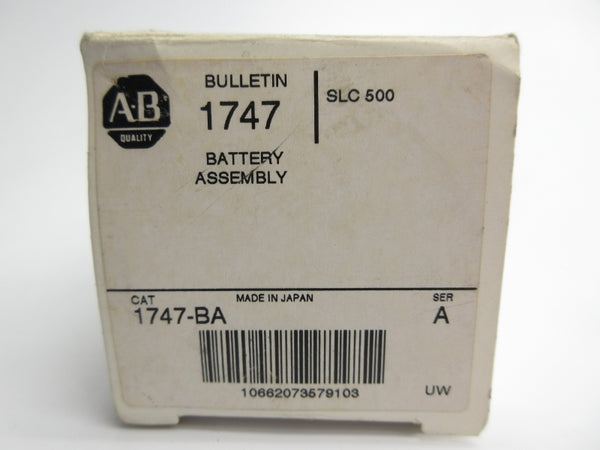 A-B
QUALITY
BULLETIN
1747
SLC 500
BATTERY
ASSEMBLY
CAT
MADE IN JAPAN
SER
1747-BA
A
10662073579103
UW